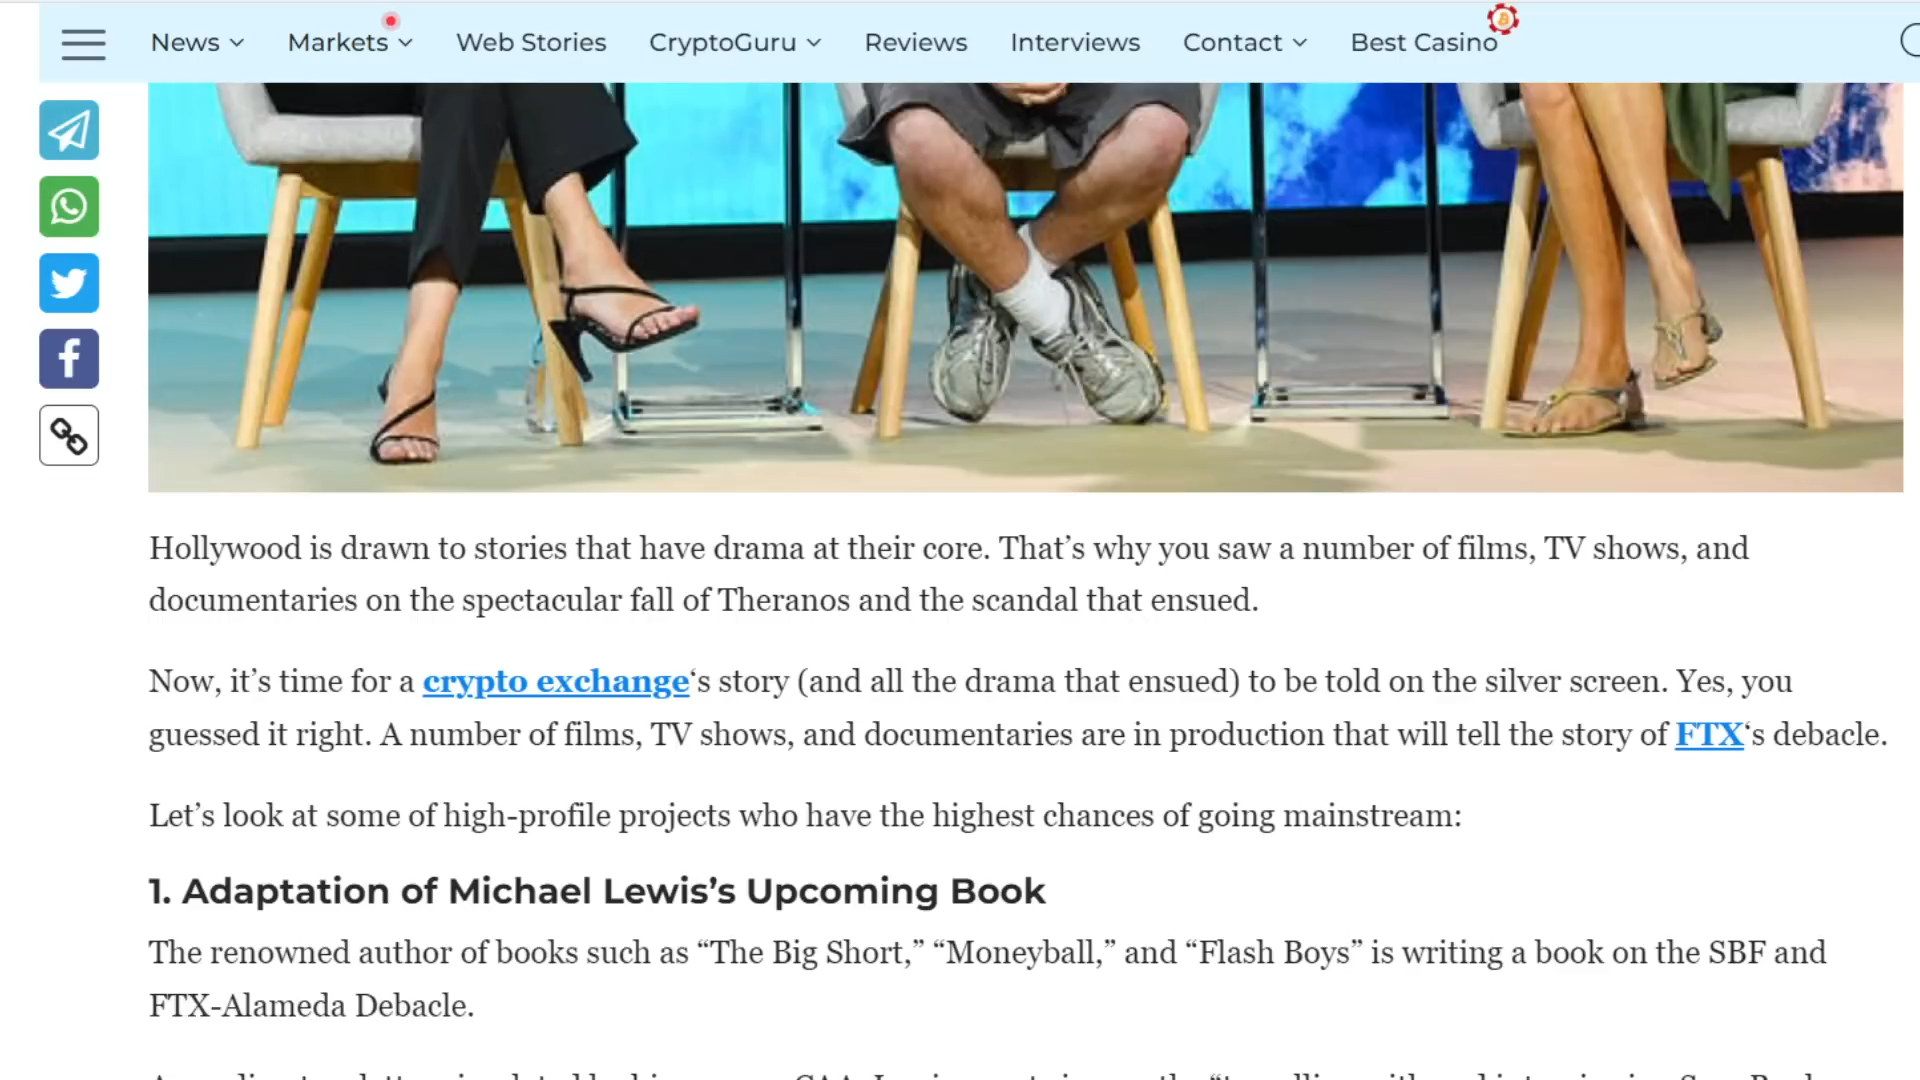 News
Markets
Web Stories
CryptoGuru
Reviews
Interviews
Contact
Best Casino
Hollywood is drawn to stories that have drama at their core. That’s why you saw a number of films, TV shows, and
documentaries on the spectacular fall of Theranos and the scandal that ensued.
Now, it’s time for a crypto exchange‘s story (and all the drama that ensued) to be told on the silver screen. Yes, you
guessed it right. A number of films, TV shows, and documentaries are in production that will tell the story of FTX‘s debacle.
Let’s look at some of high-profile projects who have the highest chances of going mainstream:
1. Adaptation of Michael Lewis’s Upcoming Book
The renowned author of books such as “The Big Short,” “Moneyball,” and “Flash Boys” is writing a book on the SBF and
FTX-Alameda Debacle.